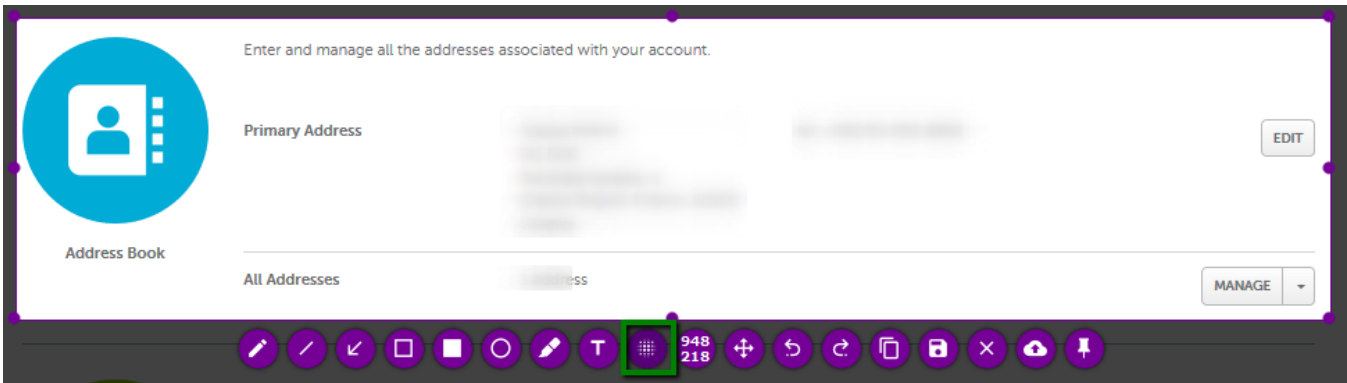 Enter and manage all the addresses associated with your account.
Primary Address
EDIT
Address Book
All Addresses
ess
MANAGE
T
948
218